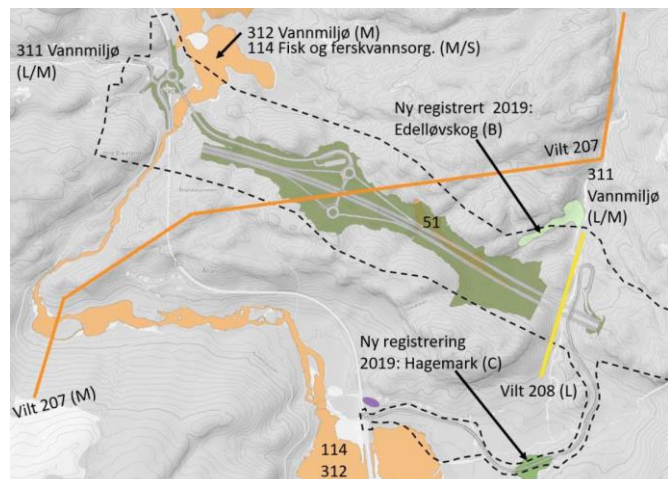 312 Vannmiljø (M)
114 Fisk og ferskvannsorg. (M/S)
311 Vannmiljø
(L/M)
Ny registrert 2019:
Edelløvskog (B)
Vilt 207
311
Vannmiljø
(L/M)
51
Ny registrering
2019: Hagemark (C)
Vilt 207 (M)
Vilt 208 (L)
114
312